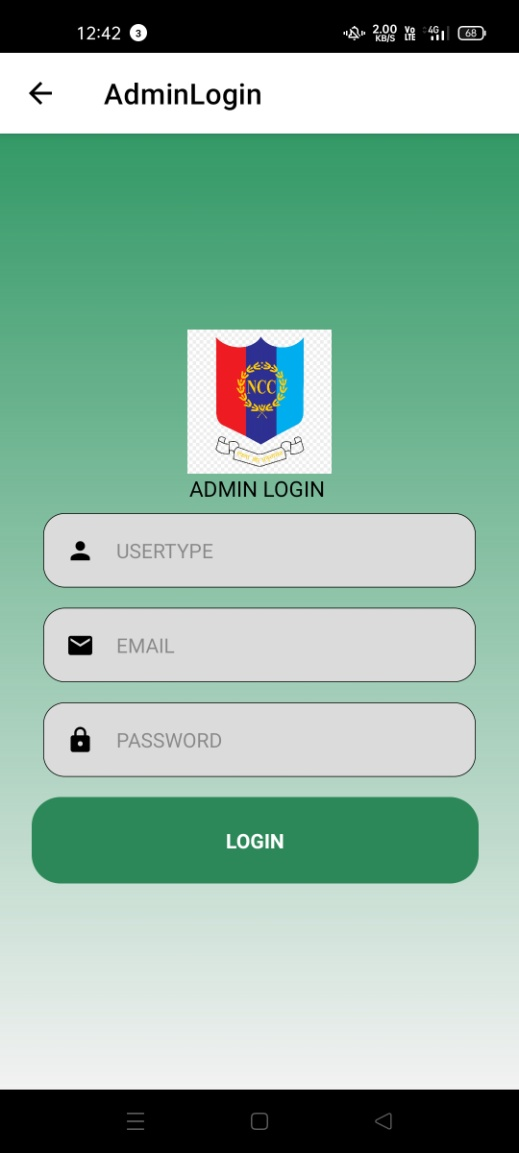 12:42 3 2.00 KB/S Vo LTE 4G 68
AdminLogin
NCC
ADMIN LOGIN
USERTYPE
EMAIL
PASSWORD
LOGIN